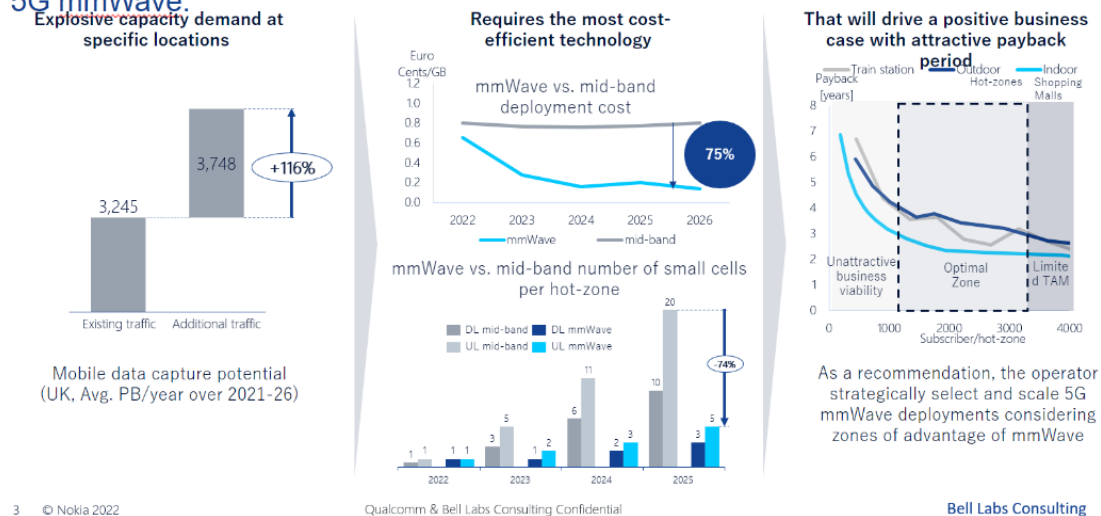 5G mmWave.
Explosive capacity demand at
specific locations
3,245
3,748
+116%
Existing traffic
Additional traffic
Mobile data capture potential
(UK, Avg. PB/year over 2021-26)
Requires the most cost-
efficient technology
Euro
Cents/GB
mmWave vs. mid-band
deployment cost
1.2
1.0
0.8
0.6
0.4
0.2
0.0
75%
2022 2023 2024 2025 2026
mmWave mid-band
mmWave vs. mid-band number of small cells
per hot-zone
DL mid-band DL mmWave
UL mid-band UL mmWave
1 1 1 1
3 5 1 2
6 11 2 3
10 20 3 5
-74%
2022 2023 2024 2025
That will drive a positive business
case with attractive payback
period
Train station Outdoor Hot-zones Indoor Shopping Malls
Payback
[years]
8
7
6
5
4
3
2
1
0
Unattractive
business
viability
Optimal
Zone
Limite
d TAM
0 1000 2000 3000 4000
Subscriber/hot-zone
As a recommendation, the operator
strategically select and scale 5G
mmWave deployments considering
zones of advantage of mmWave
3 © Nokia 2022
Qualcomm & Bell Labs Consulting Confidential
Bell Labs Consulting